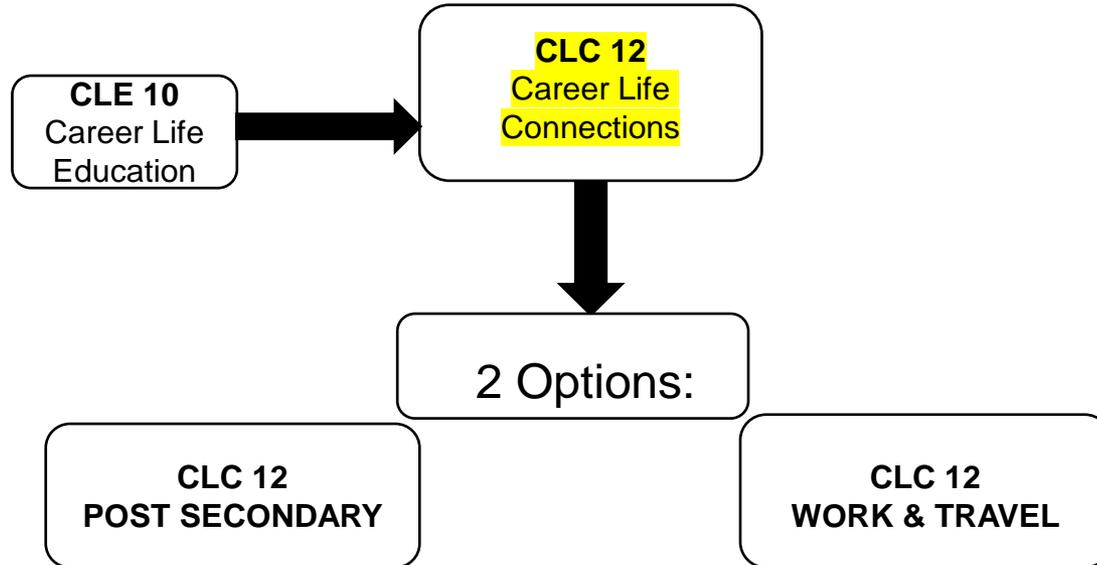 CLE 10
Career Life
Education
CLC 12
Career Life
Connections
2 Options:
CLC 12
POST SECONDARY
CLC 12
WORK & TRAVEL